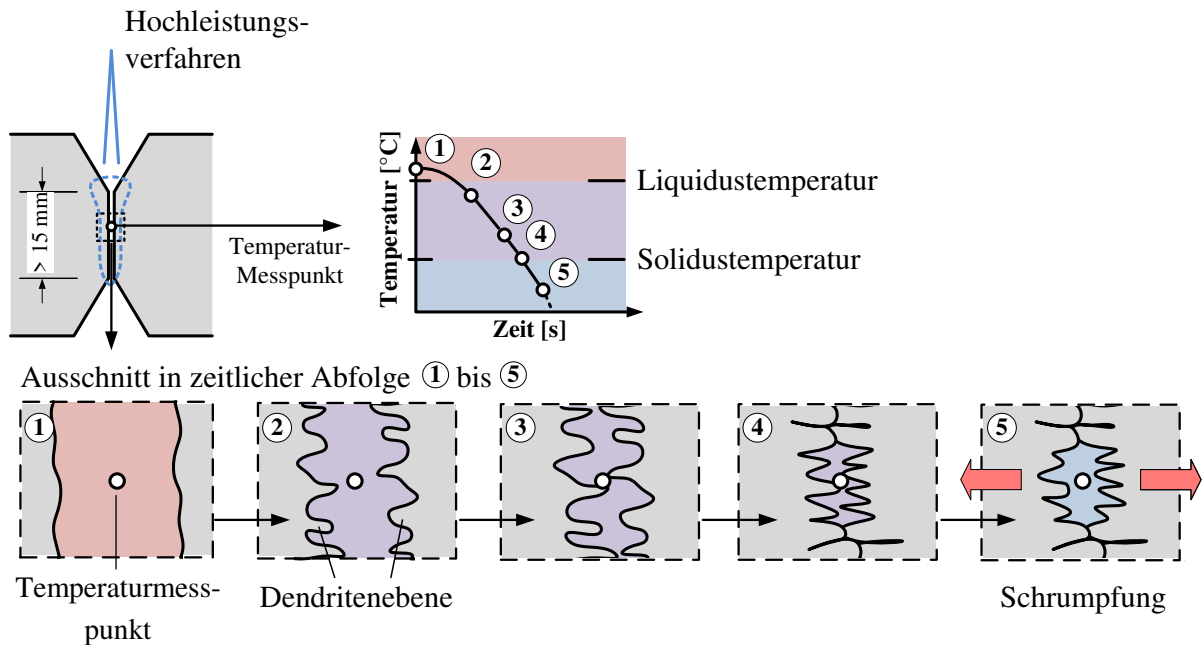 Hochleistungs-
verfahren
> 15 mm
Temperatur-
Messpunkt
Temperatur [°C]
1
2
3
4
5
Zeit [s]
Liquidustemperatur
Solidustemperatur
Ausschnitt in zeitlicher Abfolge 1 bis 5
1
2
3
4
5
Temperaturmess-
punkt
Dendritenebene
Schrumpfung